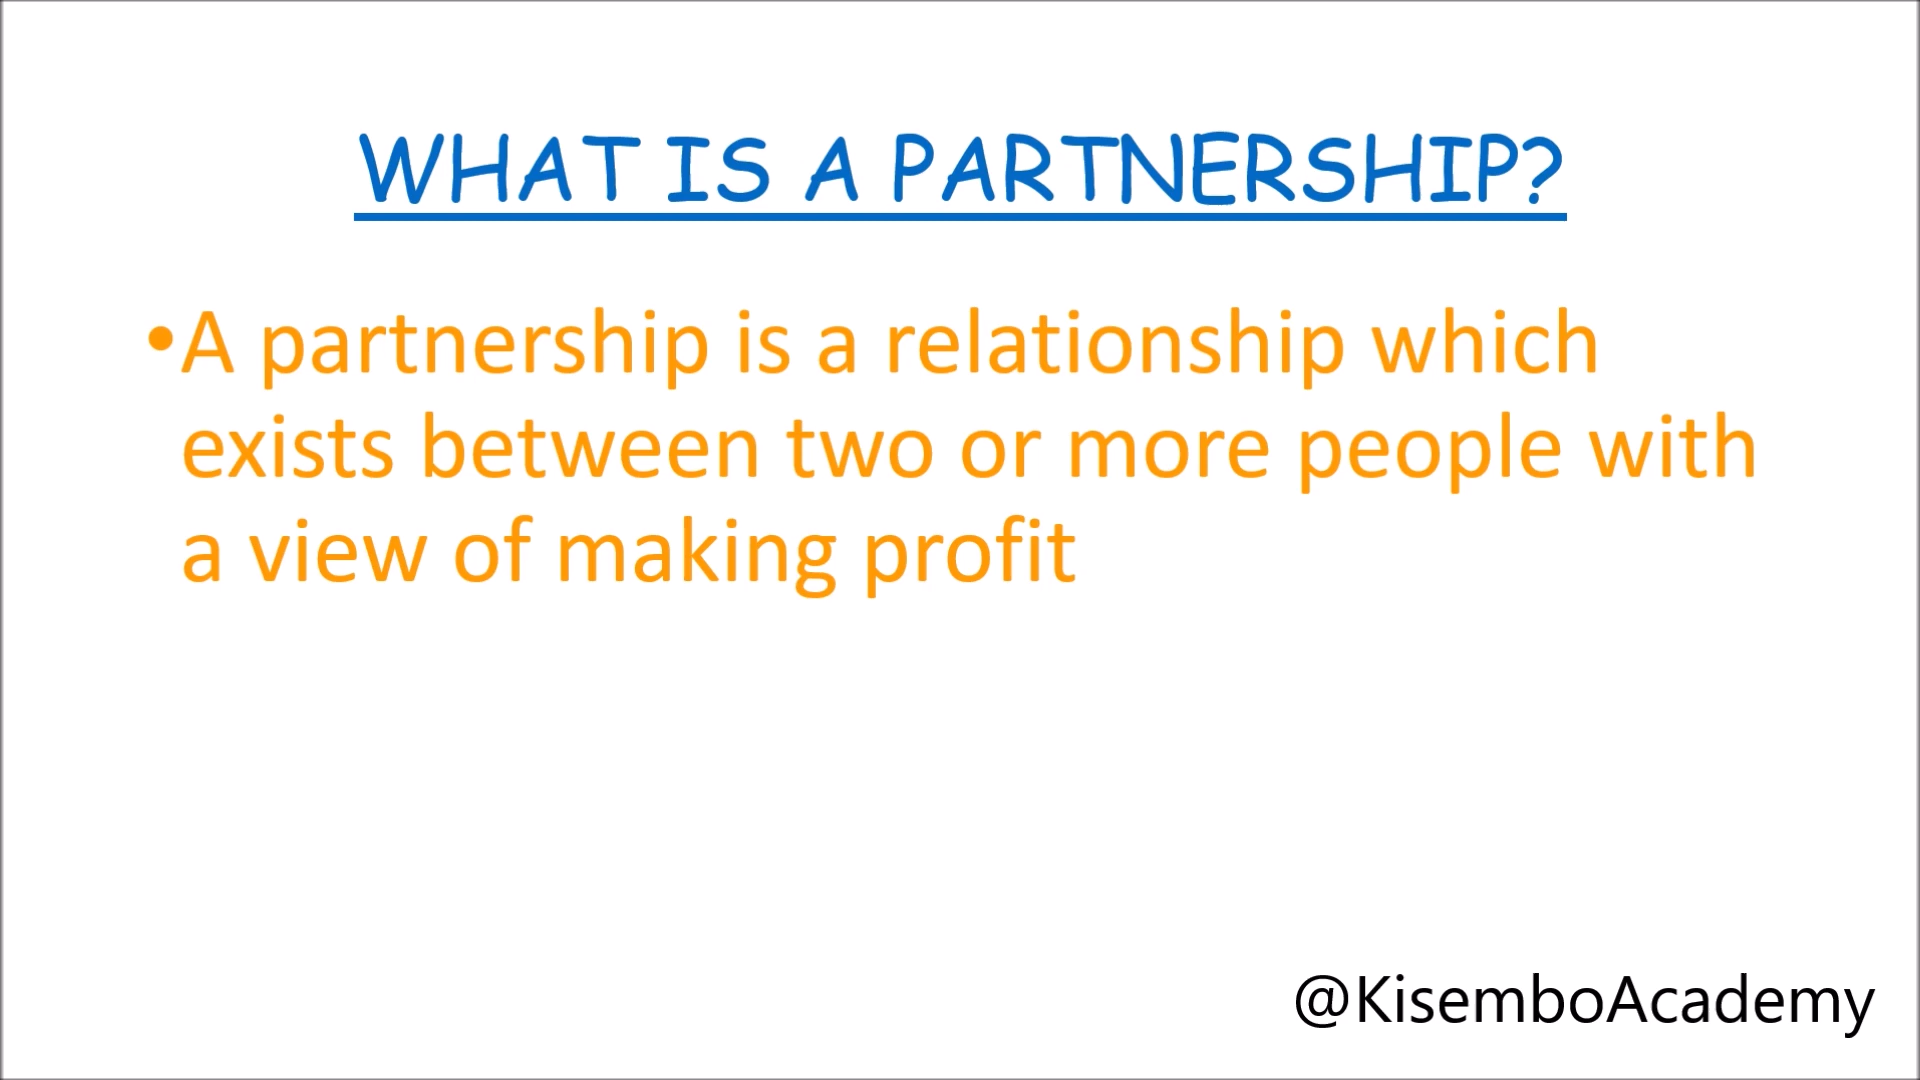 WHAT IS A PARTNERSHIP?
•A partnership is a relationship which
exists between two or more people with
a view of making profit
@KisemboAcademy